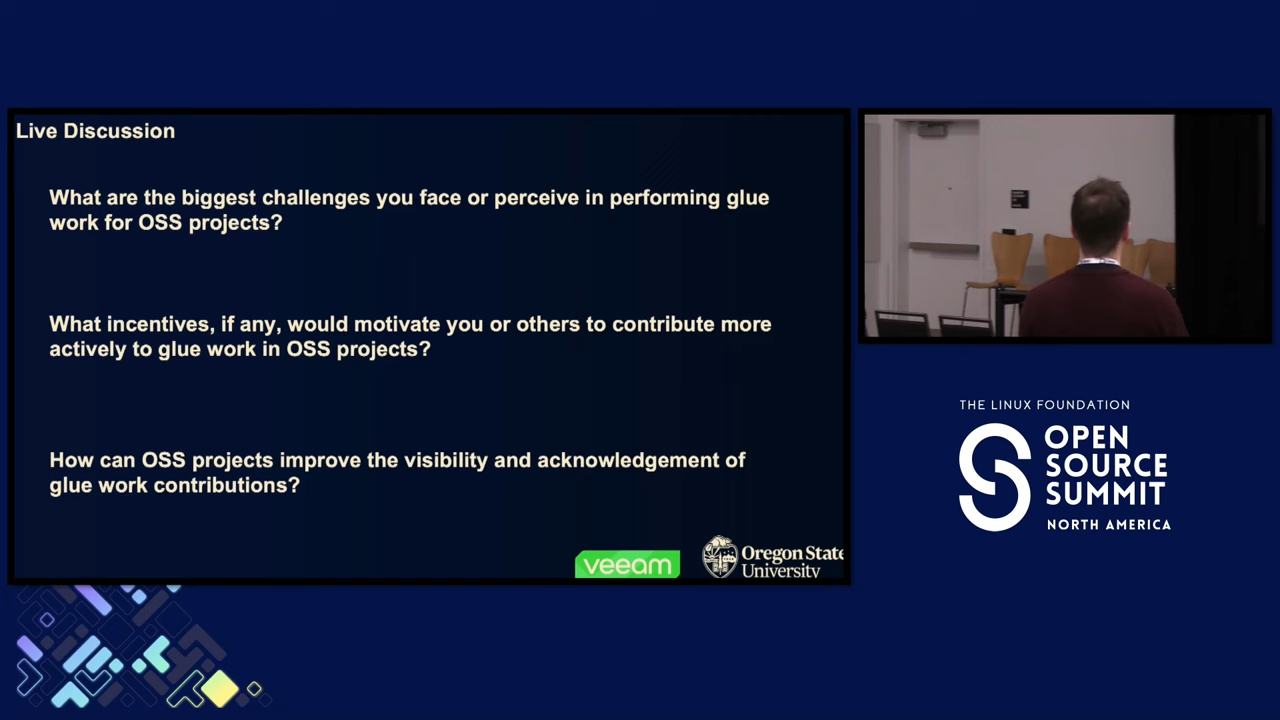 Live Discussion
What are the biggest challenges you face or perceive in performing glue
work for OSS projects?
What incentives, if any, would motivate you or others to contribute more
actively to glue work in OSS projects?
How can OSS projects improve the visibility and acknowledgement of
glue work contributions?
veeam
Oregon State
University
THE LINUX FOUNDATION
OPEN
SOURCE
SUMMIT
NORTH AMERICA